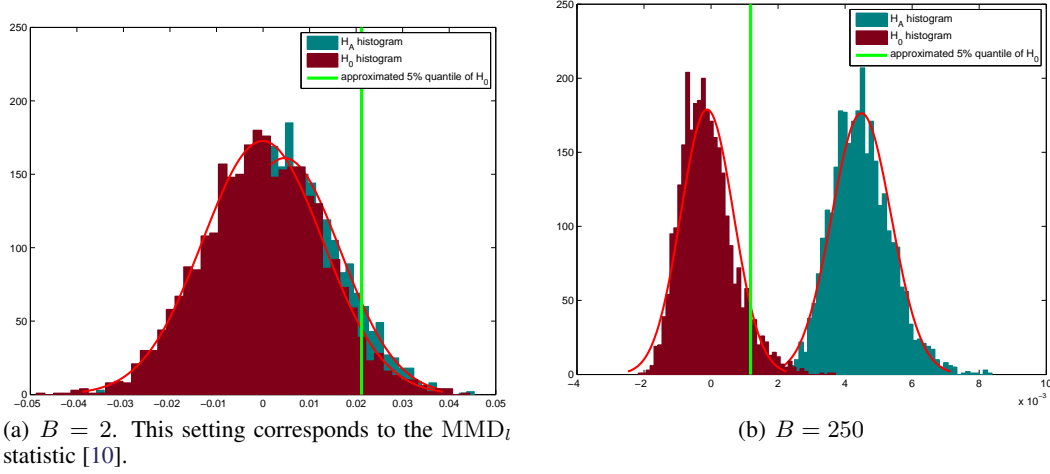 250
200
150
100
50
0
−0.05 −0.04 −0.03 −0.02 −0.01 0 0.01 0.02 0.03 0.04 0.05
H_A histogram
H_0 histogram
approximated 5% quantile of H_0
(a) B = 2. This setting corresponds to the MMD_l
statistic [10].
250
200
150
100
50
0
−4 −2 0 2 4 6 8 10
x 10^−3
H_A histogram
H_0 histogram
approximated 5% quantile of H_0
(b) B = 250